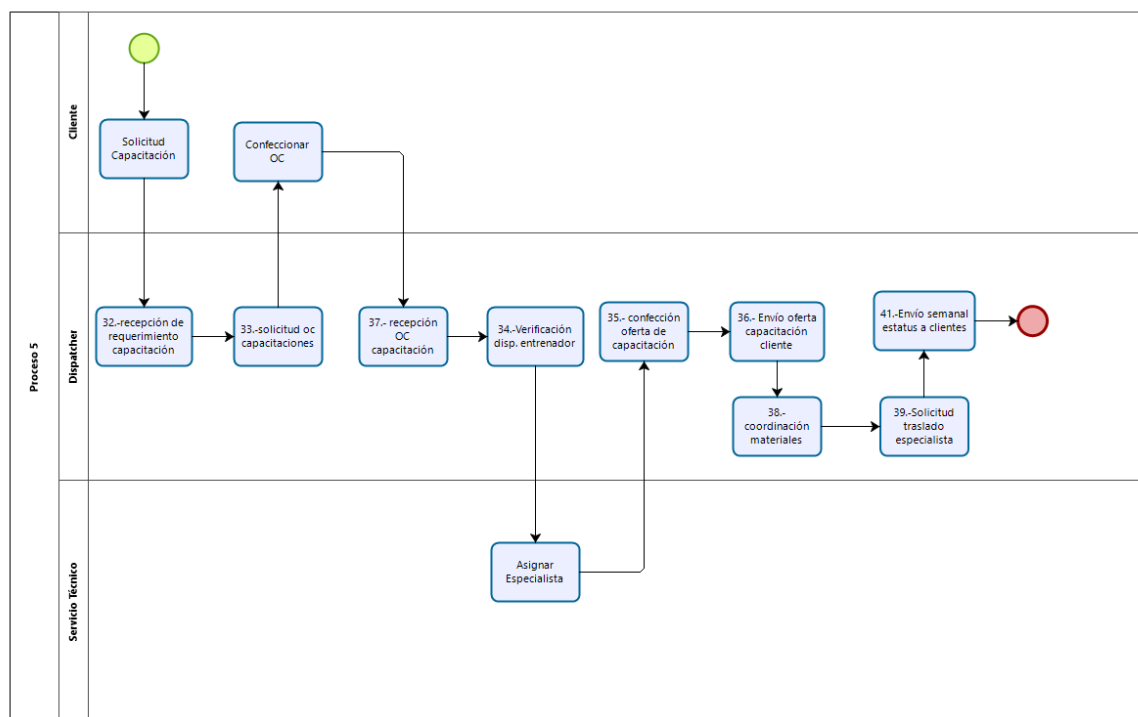 Proceso 5
Cliente
Solicitud
Capacitación
Confeccionar
OC
Dispatcher
32.-recepción de
requerimiento
capacitación
33.-solicitud oc
capacitaciones
37.- recepción
OC
capacitación
34.-Verificación
disp. entrenador
35.- confección
oferta de
capacitación
36.- Envío oferta
capacitación
cliente
38.-
coordinación
materiales
39.-Solicitud
traslado
especialista
41.-Envío semanal
estatus a clientes
Servicio Técnico
Asignar
Especialista